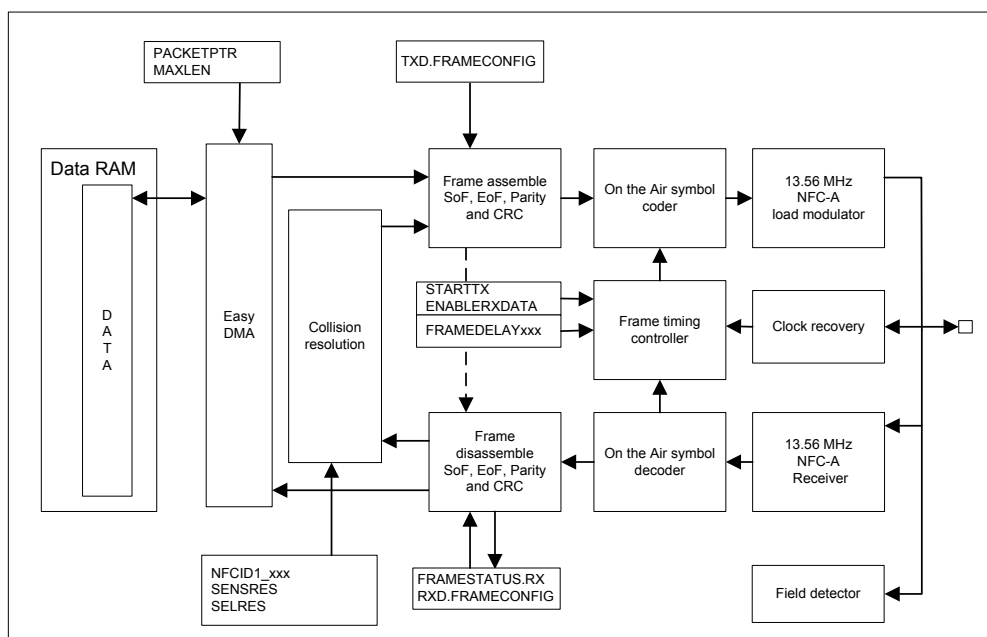 PACKETPTR
MAXLEN
TXD.FRAMECONFIG
Data RAM
D
A
T
A
Easy
DMA
Collision
resolution
Frame assemble
SoF, EoF, Parity
and CRC
On the Air symbol
coder
13.56 MHz
NFC-A
load modulator
STARTTX
ENABLERXDATA
FRAMEDELAYxxx
Frame timing
controller
Clock recovery
Frame
disassemble
SoF, EoF, Parity
and CRC
On the Air symbol
decoder
13.56 MHz
NFC-A
Receiver
NFCID1_xxx
SENSRES
SELRES
FRAMESTATUS.RX
RXD.FRAMECONFIG
Field detector